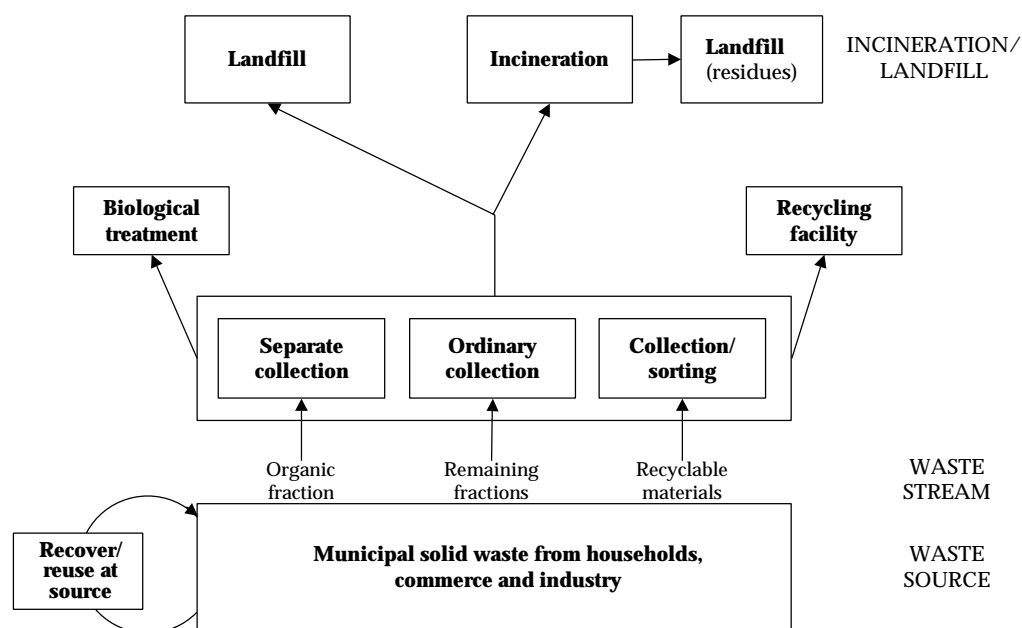 Landfill
Incineration
Landfill
(residues)
INCINERATION/
LANDFILL
Biological
treatment
Recycling
facility
Separate
collection
Ordinary
collection
Collection/
sorting
Organic
fraction
Remaining
fractions
Recyclable
materials
WASTE
STREAM
Recover/
reuse at
source
Municipal solid waste from households,
commerce and industry
WASTE
SOURCE